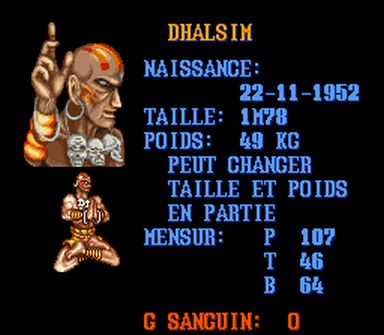 DHALSIM
NAISSANCE:
22-11-1952
TAILLE: 1M78
POIDS: 49 KG
PEUT CHANGER
TAILLE ET POIDS
EN PARTIE
MENSUR: P 107
T 46
B 64
G SANGUIN: O